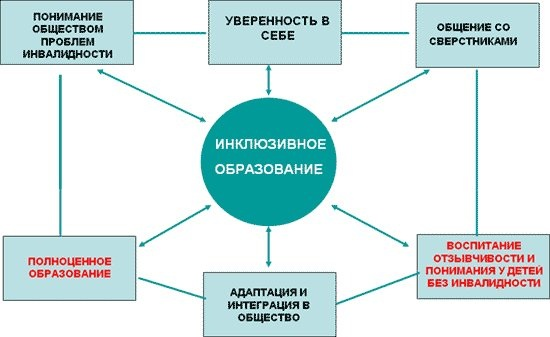 ПОНИМАНИЕ
ОБЩЕСТВОМ
ПРОБЛЕМ
ИНВАЛИДНОСТИ
УВЕРЕННОСТЬ В
СЕБЕ
ОБЩЕНИЕ СО
СВЕРСТНИКАМИ
ИНКЛЮЗИВНОЕ
ОБРАЗОВАНИЕ
ПОЛНОЦЕННОЕ
ОБРАЗОВАНИЕ
АДАПТАЦИЯ И
ИНТЕГРАЦИЯ В
ОБЩЕСТВО
ВОСПИТАНИЕ
ОТЗЫВЧИВОСТИ И
ПОНИМАНИЯ У ДЕТЕЙ
БЕЗ ИНВАЛИДНОСТИ